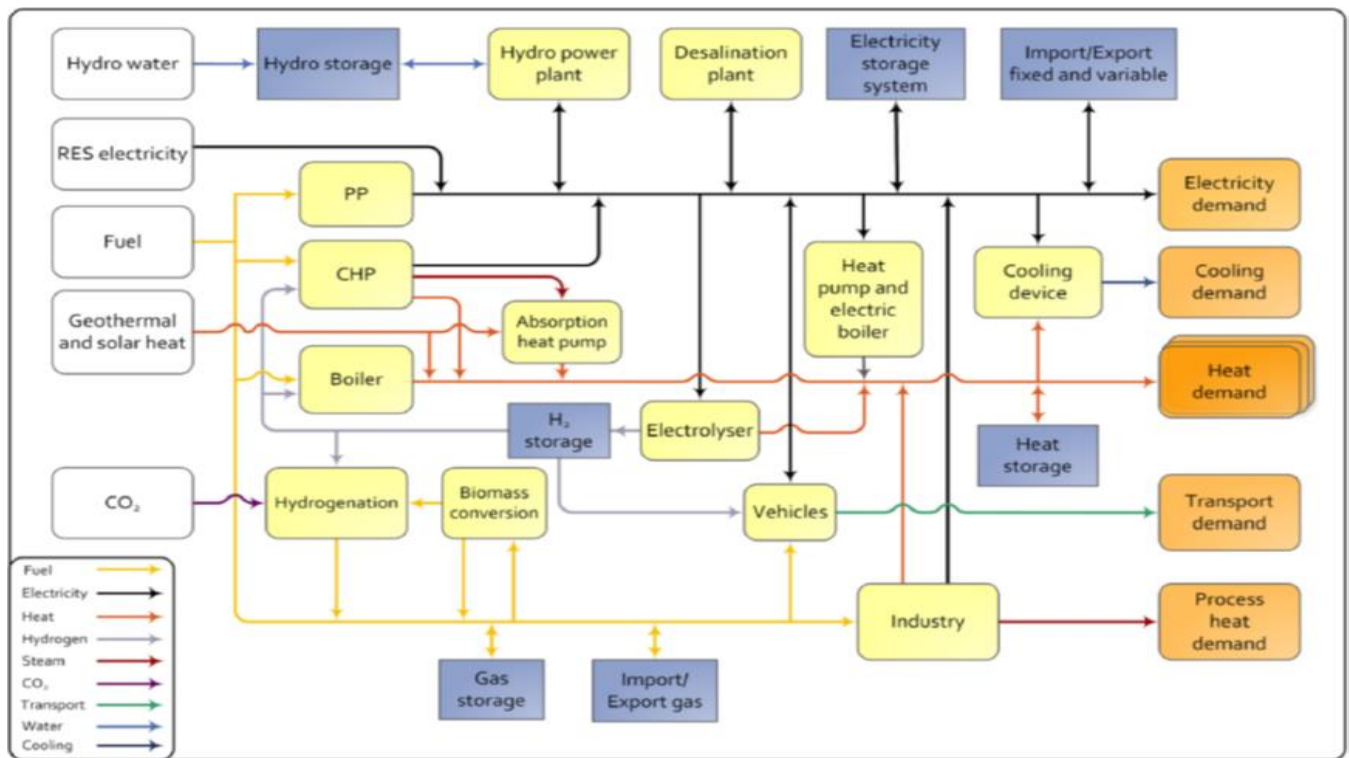 Hydro water
Hydro storage
Hydro power
plant
Desalination
plant
Electricity
storage
system
Import/Export
fixed and variable
RES electricity
PP
Electricity
demand
Fuel
CHP
Heat
pump and
electric
boiler
Cooling
device
Cooling
demand
Geothermal
and solar heat
Absorption
heat pump
Boiler
Heat
demand
H₂
storage
Electrolyser
Heat
storage
CO₂
Hydrogenation
Biomass
conversion
Vehicles
Transport
demand
Fuel
Electricity
Heat
Hydrogen
Steam
CO₂
Transport
Water
Cooling
Industry
Process
heat
demand
Gas
storage
Import/
Export gas